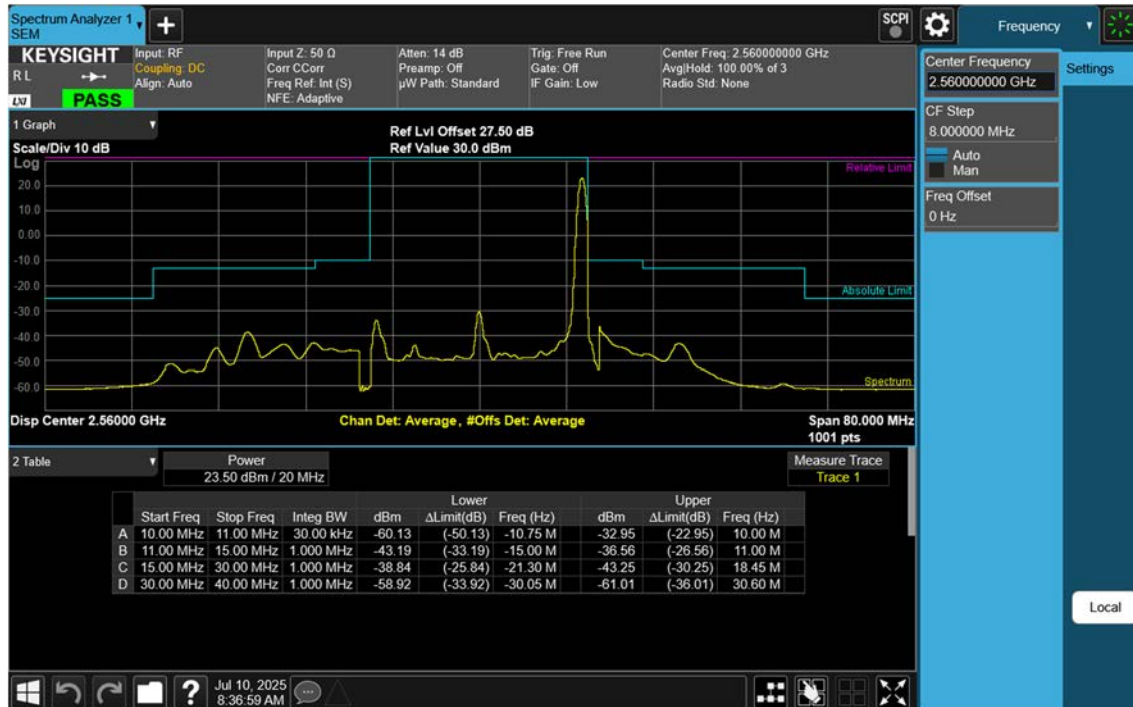 Spectrum Analyzer 1
SEM
+
SCPI
Frequency
KEYSIGHT
R L
LXI
PASS
Input: RF
Coupling: DC
Align: Auto
Input Z: 50 Ω
Corr CCorr
Freq Ref: Int (S)
NFE: Adaptive
Atten: 14 dB
Preamp: Off
µW Path: Standard
Trig: Free Run
Gate: Off
IF Gain: Low
Center Freq: 2.560000000 GHz
Avg|Hold: 100.00% of 3
Radio Std: None
Center Frequency
2.560000000 GHz
Settings
CF Step
8.000000 MHz
Auto
Man
Freq Offset
0 Hz
1 Graph
Scale/Div 10 dB
Ref Lvl Offset 27.50 dB
Ref Value 30.0 dBm
Log
20.0
10.0
0.00
-10.0
-20.0
-30.0
-40.0
-50.0
-60.0
Relative Limit
Absolute Limit
Spectrum
Disp Center 2.56000 GHz
Chan Det: Average, #Offs Det: Average
Span 80.000 MHz
1001 pts
2 Table
Power
23.50 dBm / 20 MHz
Measure Trace
Trace 1
Lower Upper
Start Freq Stop Freq Integ BW dBm ΔLimit(dB) Freq (Hz) dBm ΔLimit(dB) Freq (Hz)
A 10.00 MHz 11.00 MHz 30.00 kHz -60.13 (-50.13) -10.75 M -32.95 (-22.95) 10.00 M
B 11.00 MHz 15.00 MHz 1.000 MHz -43.19 (-33.19) -15.00 M -36.56 (-26.56) 11.00 M
C 15.00 MHz 30.00 MHz 1.000 MHz -38.84 (-25.84) -21.30 M -43.25 (-30.25) 18.45 M
D 30.00 MHz 40.00 MHz 1.000 MHz -58.92 (-33.92) -30.05 M -61.01 (-36.01) 30.60 M
Local
?
Jul 10, 2025
8:36:59 AM